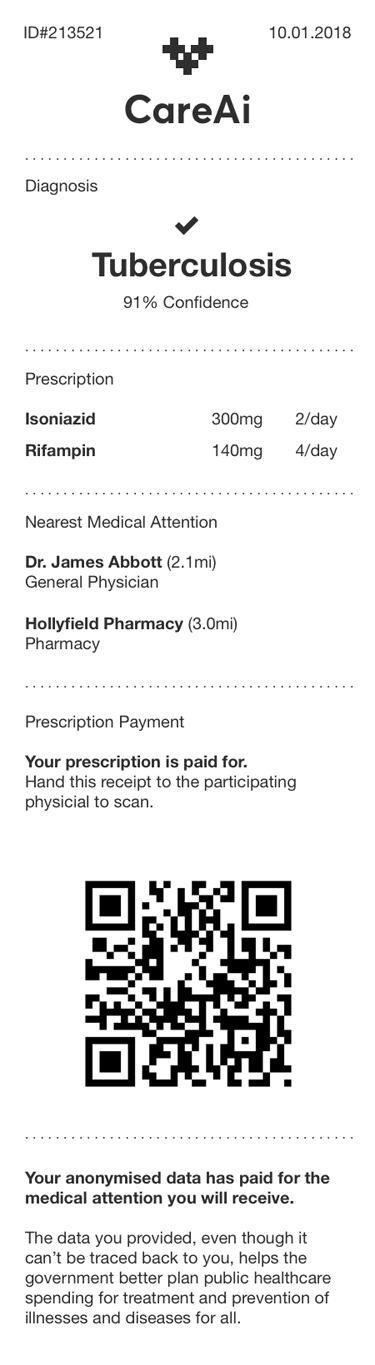 ID#213521 10.01.2018
CareAi
Diagnosis
Tuberculosis
91% Confidence
Prescription
Isoniazid 300mg 2/day
Rifampin 140mg 4/day
Nearest Medical Attention
Dr. James Abbott (2.1mi)
General Physician
Hollyfield Pharmacy (3.0mi)
Pharmacy
Prescription Payment
Your prescription is paid for.
Hand this receipt to the participating
physicial to scan.
Your anonymised data has paid for the
medical attention you will receive.
The data you provided, even though it
can’t be traced back to you, helps the
government better plan public healthcare
spending for treatment and prevention of
illnesses and diseases for all.